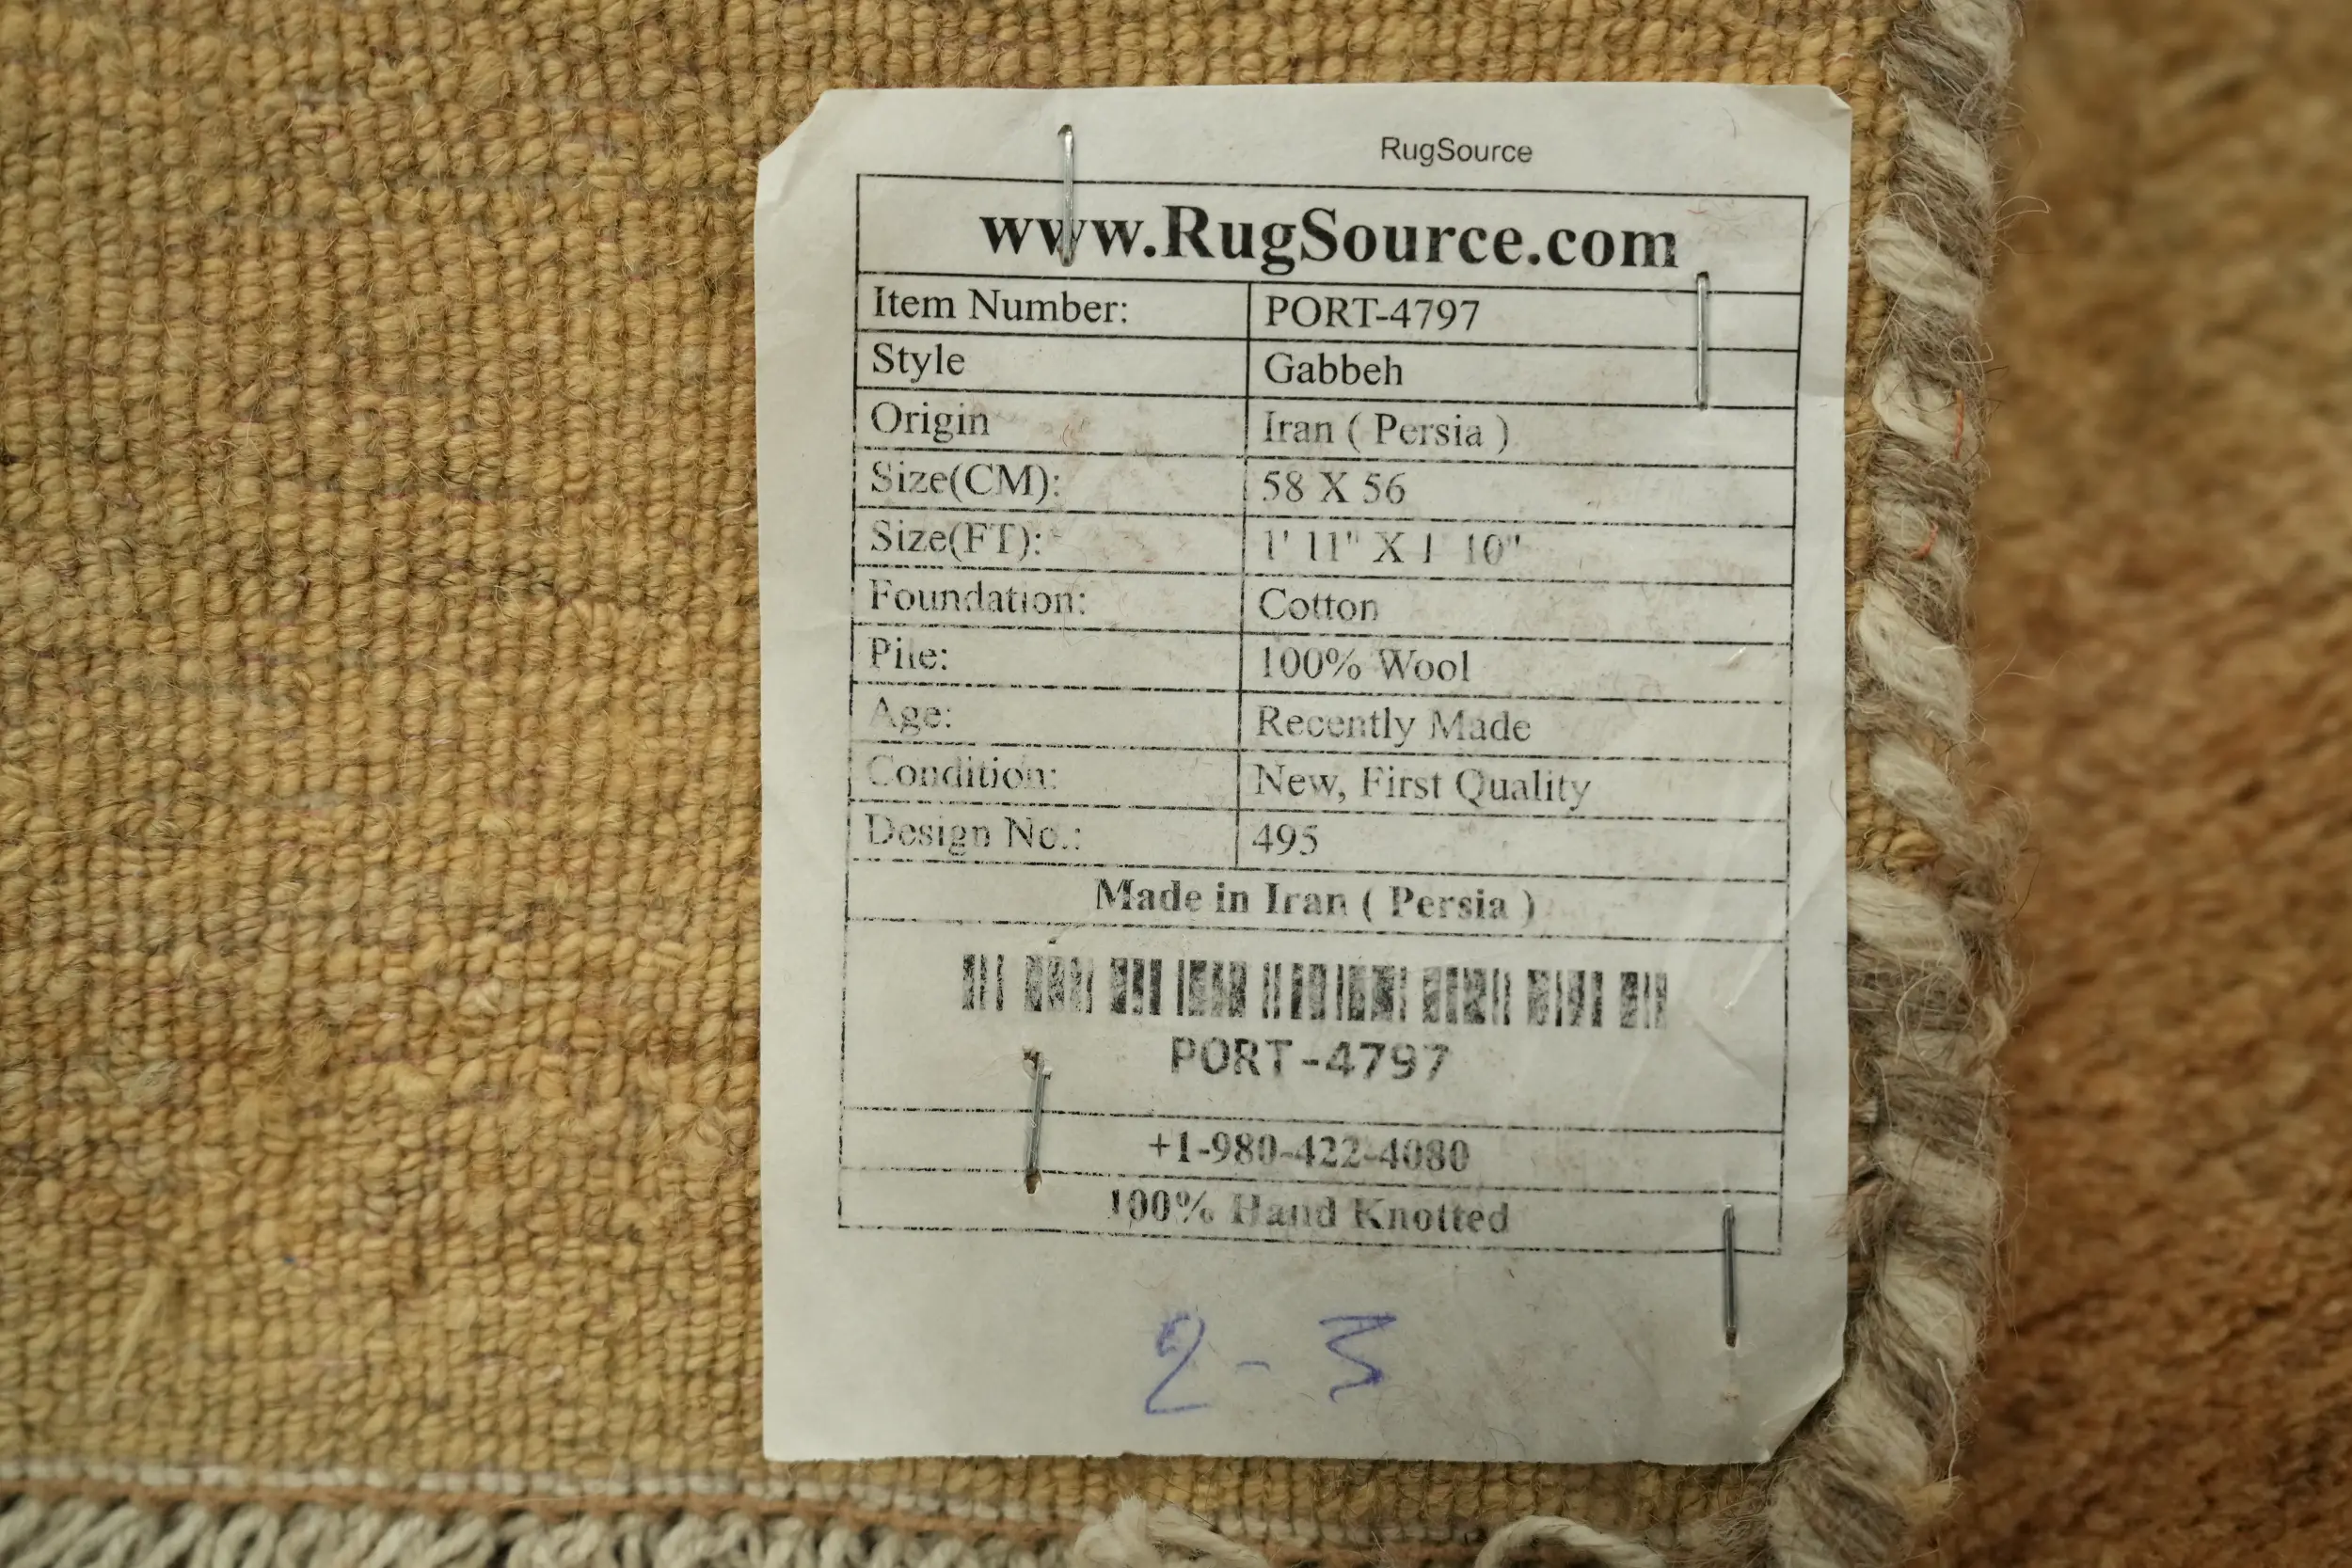 RugSource
www.RugSource.com
Item Number: PORT-4797
Style Gabbeh
Origin Iran ( Persia )
Size(CM): 58 X 56
Size(FT): 1' 11" X 1' 10"
Foundation: Cotton
Pile: 100% Wool
Age: Recently Made
Condition: New, First Quality
Design No.: 495
Made in Iran ( Persia )
PORT-4797
+1-980-422-4080
100% Hand Knotted
2-3